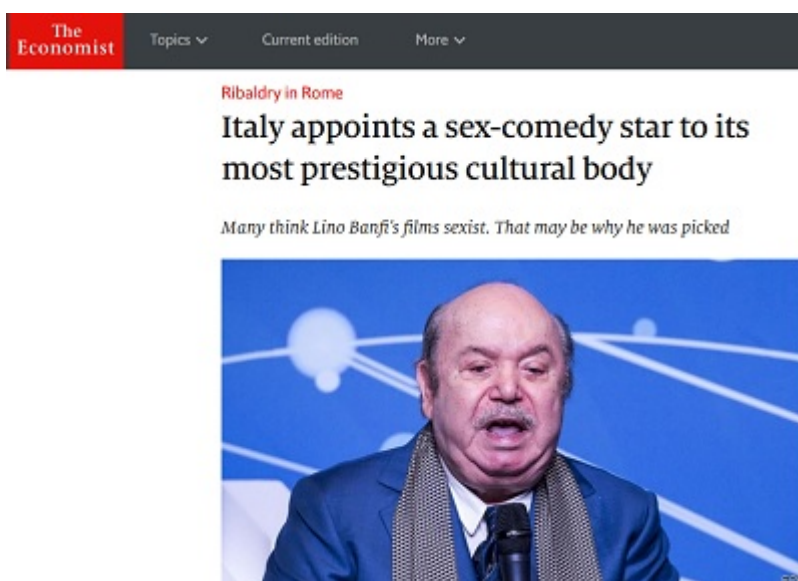 The
Economist
Topics
Current edition
More
Ribaldry in Rome
Italy appoints a sex-comedy star to its
most prestigious cultural body
Many think Lino Banfi's films sexist. That may be why he was picked